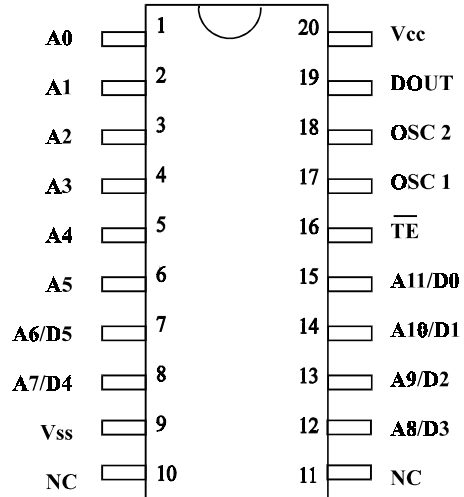 A0 1 20 Vcc
A1 2 19 DOUT
A2 3 18 OSC 2
A3 4 17 OSC 1
A4 5 16 T̅E̅
A5 6 15 A11/D0
A6/D5 7 14 A10/D1
A7/D4 8 13 A9/D2
Vss 9 12 A8/D3
NC 10 11 NC